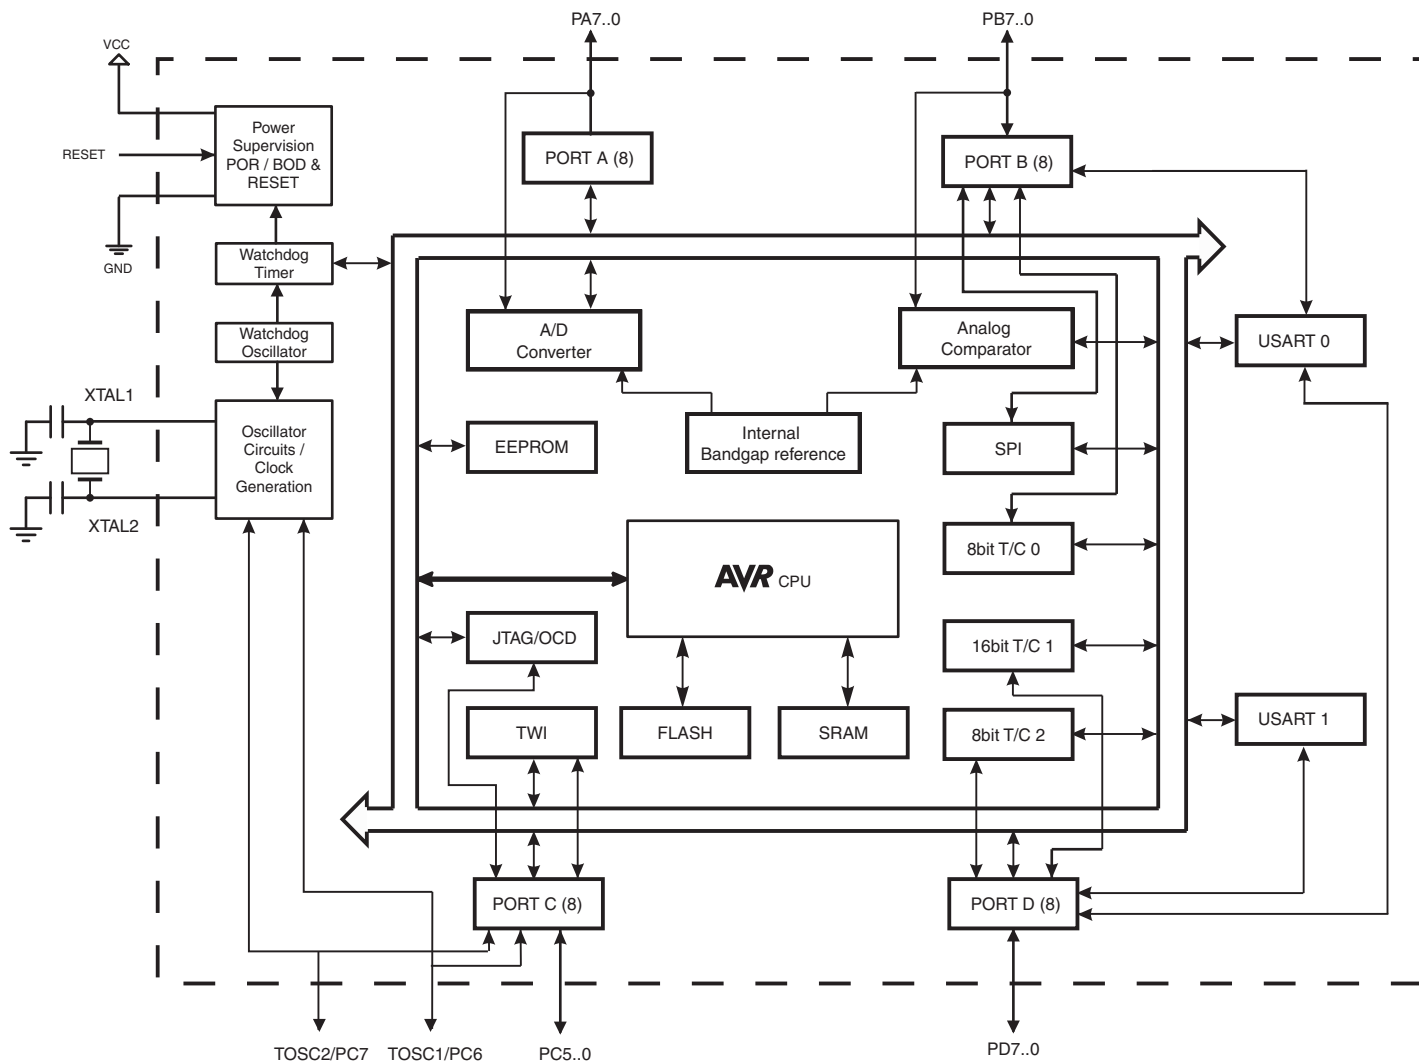 PA7..0
PB7..0
VCC
Power
Supervision
POR / BOD &
RESET
RESET
GND
PORT A (8)
PORT B (8)
Watchdog
Timer
Watchdog
Oscillator
A/D
Converter
Analog
Comparator
USART 0
XTAL1
Oscillator
Circuits /
Clock
Generation
XTAL2
EEPROM
Internal
Bandgap reference
SPI
8bit T/C 0
AVR CPU
JTAG/OCD
16bit T/C 1
TWI
FLASH
SRAM
8bit T/C 2
USART 1
PORT C (8)
PORT D (8)
TOSC2/PC7
TOSC1/PC6
PC5..0
PD7..0